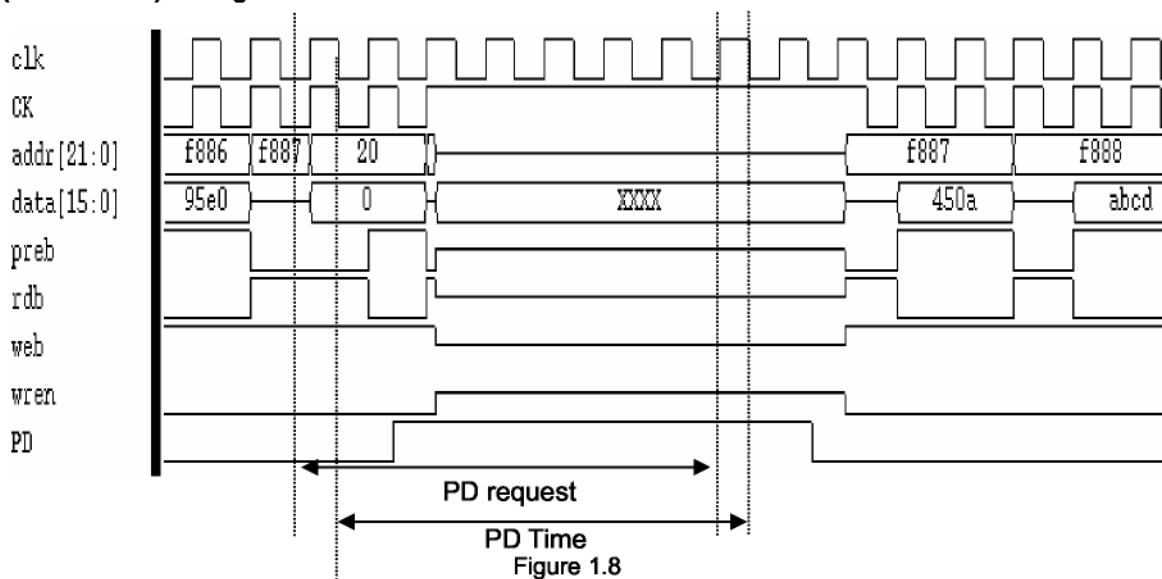 clk
CK
addr[21:0] f886 f887 20 f887 f888
data[15:0] 95e0 0 XXXX 450a abcd
preb
rdb
web
wren
PD
PD request
PD Time
Figure 1.8